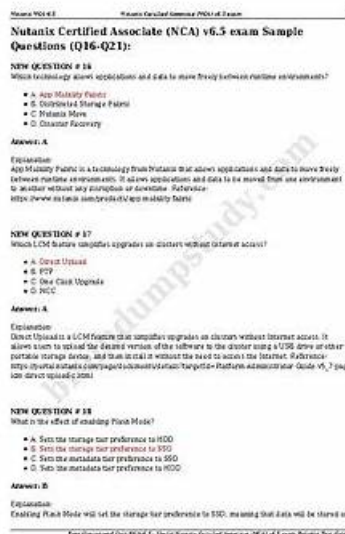 Nutanix Certified Associate (NCA) v6.5 exam Sample
Questions (Q16-Q21):
NEW QUESTION # 16
Which technology allows applications and data to move freely between runtime environments?
A. App Mobility Fabric
B. Distributed Storage Fabric
C. Nutanix Move
D. Disaster Recovery
Answer: A
Explanation:
App Mobility Fabric is a technology from Nutanix that allows applications and data to move freely
between runtime environments. It allows applications and data to be moved from one environment
to another without any disruption or downtime. Reference:
https://www.nutanix.com/products/app-mobility-fabric
NEW QUESTION # 17
Which LCM feature simplifies upgrades on clusters without internet access?
A. Direct Upload
B. FTP
C. One Click Upgrade
D. NCC
Answer: A
Explanation:
Direct Upload is a LCM feature that simplifies upgrades on clusters without Internet access. It
allows users to upload the desired version of the software to the cluster using a USB drive or other
portable storage device, and then install it without the need to access the Internet. Reference:
NEW QUESTION # 18
What is the effect of enabling Flash Mode?
A. Sets the storage tier preference to HDD
B. Sets the storage tier preference to SSD
C. Sets the metadata tier preference to SSD
D. Sets the metadata tier preference to HDD
Answer: B
Explanation:
Enabling Flash Mode will set the storage tier preference to SSD, meaning that data will be stored